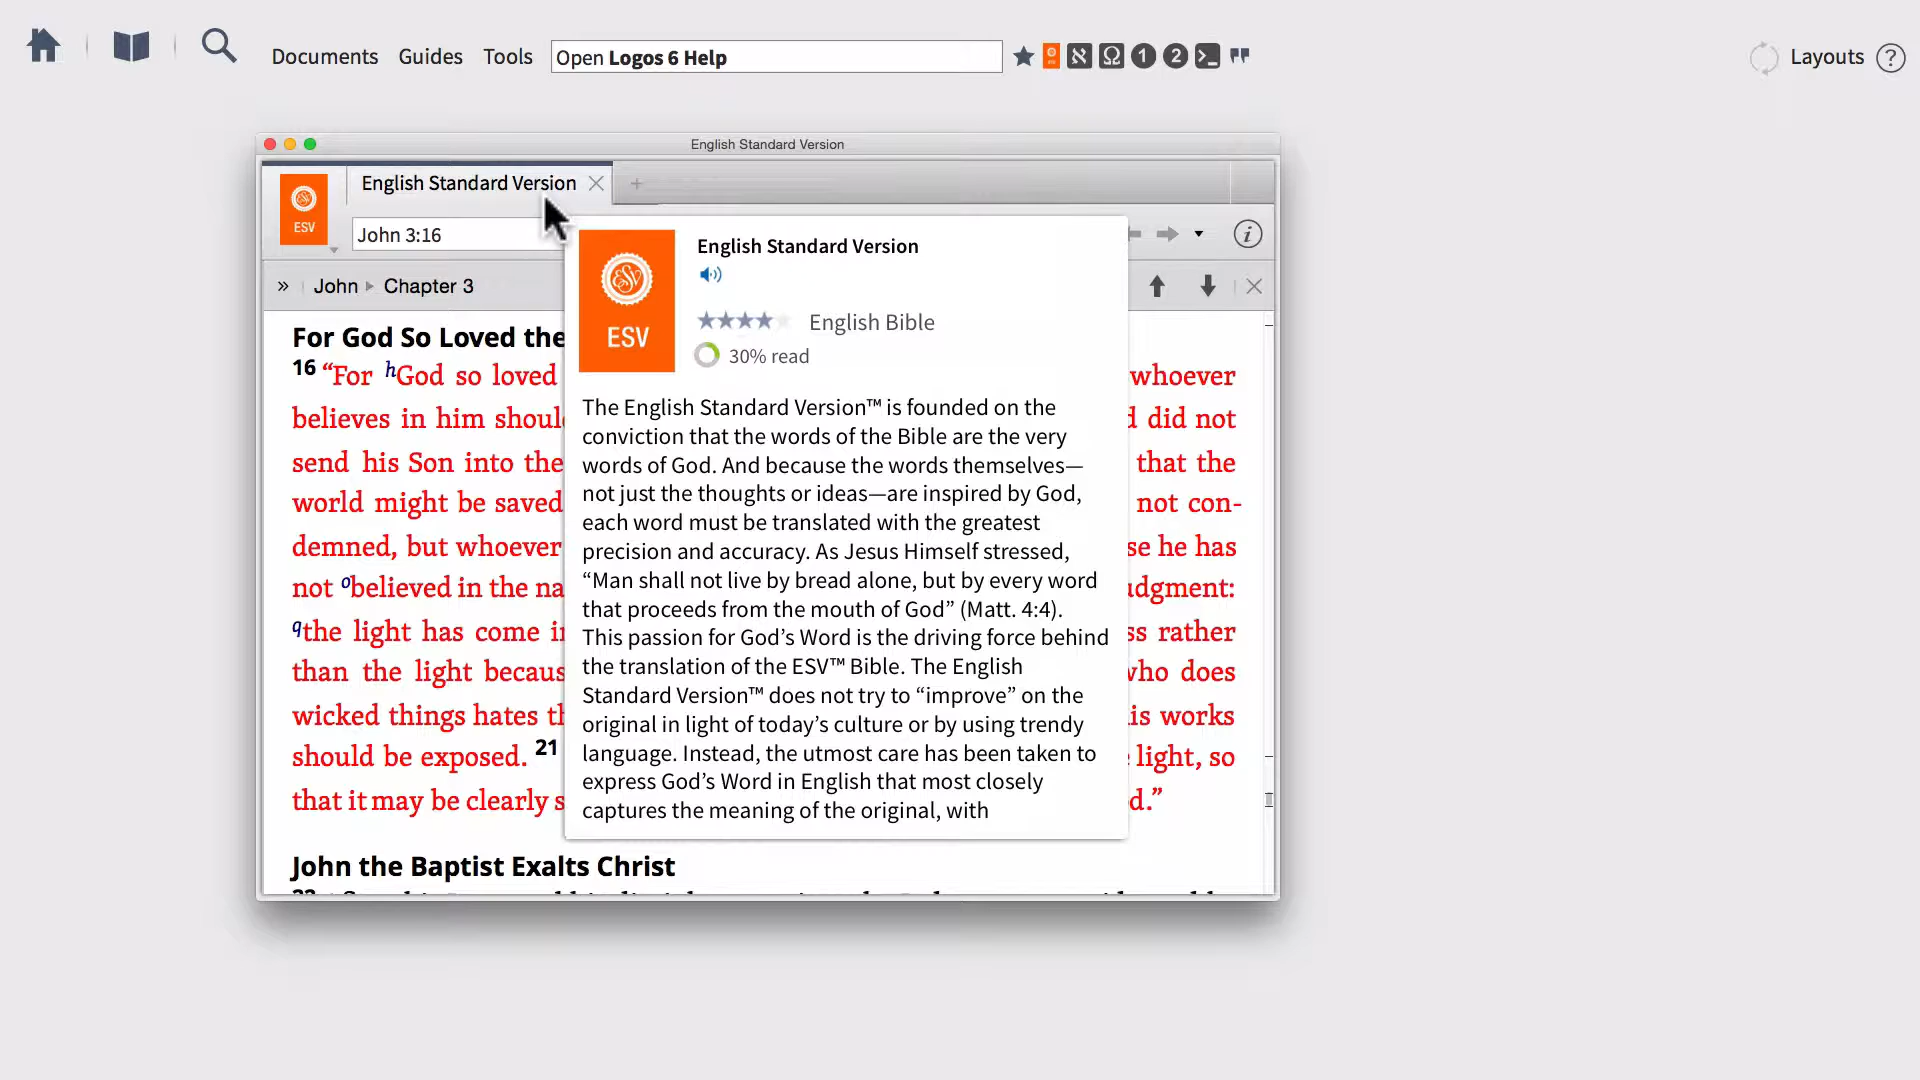 Documents Guides Tools Open Logos 6 Help 1 2 Layouts ?
English Standard Version
English Standard Version
ESV
John 3:16
English Standard Version
John Chapter 3
ESV
English Bible
30% read
The English Standard Version™ is founded on the
conviction that the words of the Bible are the very
words of God. And because the words themselves—
not just the thoughts or ideas—are inspired by God,
each word must be translated with the greatest
precision and accuracy. As Jesus Himself stressed,
“Man shall not live by bread alone, but by every word
that proceeds from the mouth of God” (Matt. 4:4).
This passion for God’s Word is the driving force behind
the translation of the ESV™ Bible. The English
Standard Version™ does not try to “improve” on the
original in light of today’s culture or by using trendy
language. Instead, the utmost care has been taken to
express God’s Word in English that most closely
captures the meaning of the original, with
For God So Loved the
16 “For hGod so loved whoever
believes in him did not
send his Son into the that the
world might be saved not con-
demned, but whoever he has
not obelieved in the
qthe light has come rather
than the light does
wicked things hates works
should be exposed. 21 light, so
that it may be clearly
John the Baptist Exalts Christ